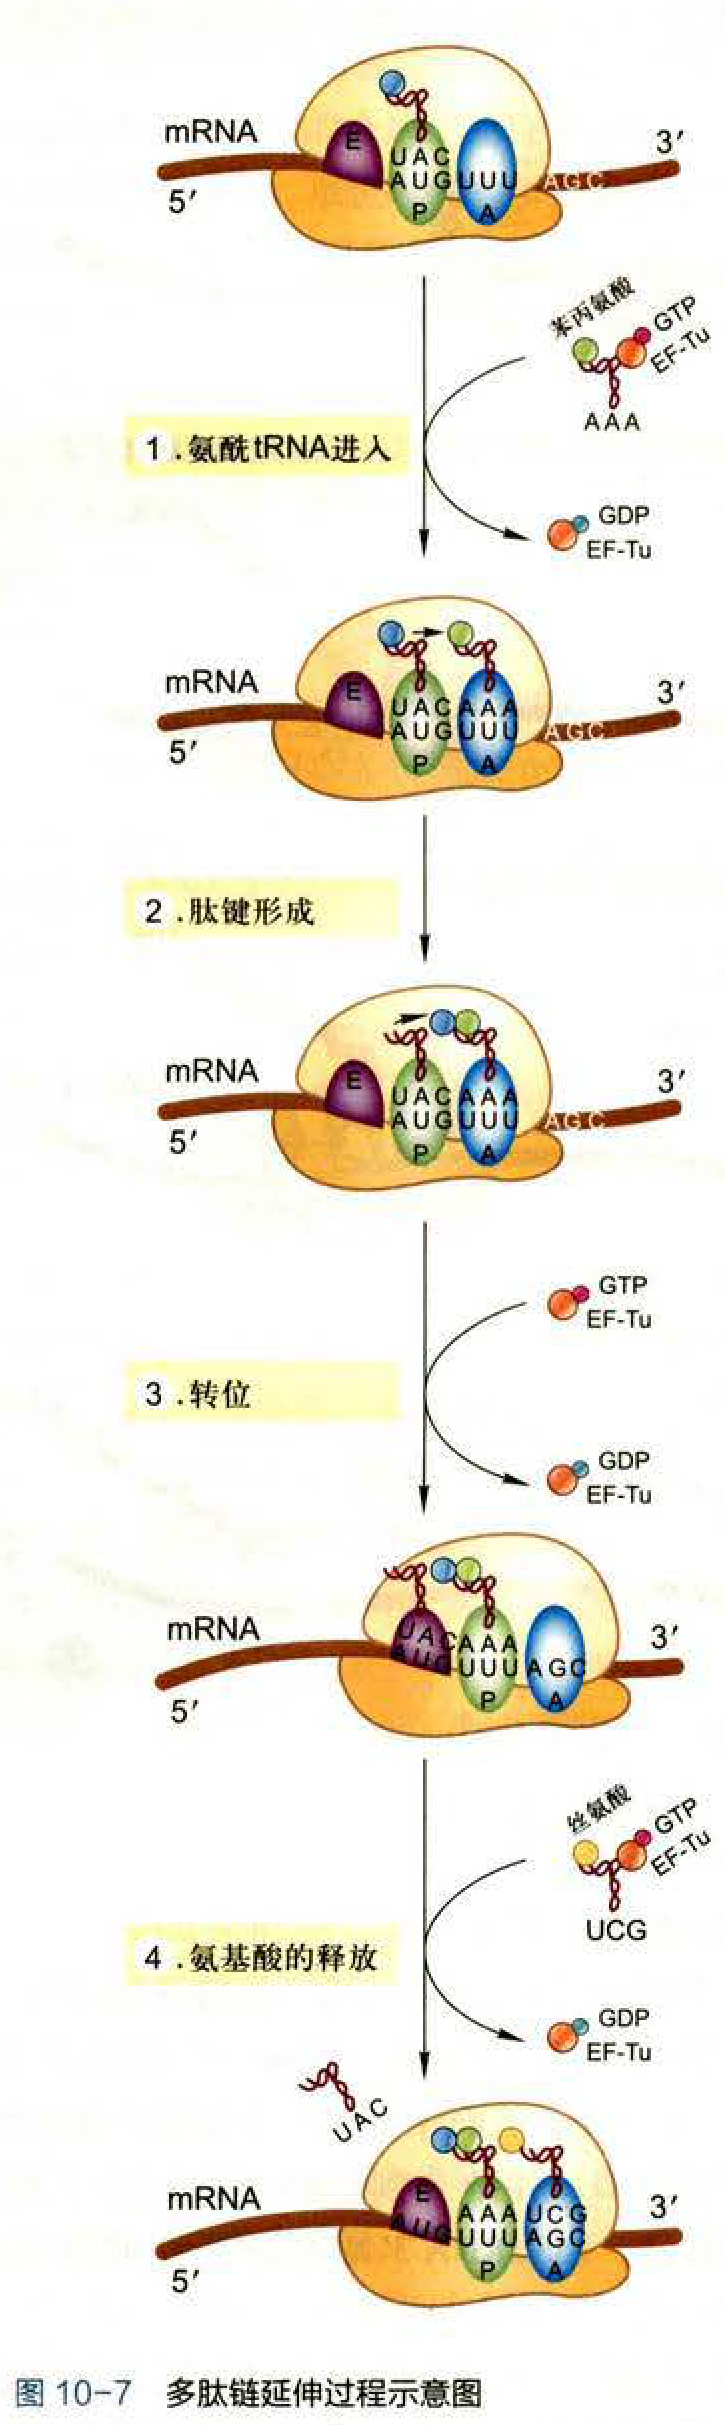 mRNA
E
UAC
AUGUUU AGC
P A
5′
3′
苯丙氨酸
GTP
EF-Tu
AAA
1.氨酰tRNA进入
GDP
EF-Tu
mRNA
E
UACAAA
AUGUUU AGC
P A
5′
3′
2.肽键形成
mRNA
E
UACAAA
AUGUUU AGC
P A
5′
3′
GTP
EF-Tu
3.转位
GDP
EF-Tu
mRNA
UACAAA
AUGUUUAGC
P A
5′
3′
丝氨酸
GTP
EF-Tu
UCG
4.氨基酸的释放
GDP
EF-Tu
UAC
mRNA
E
AAAUCG
AUGUUUAGC
P A
5′
3′
图 10-7 多肽链延伸过程示意图